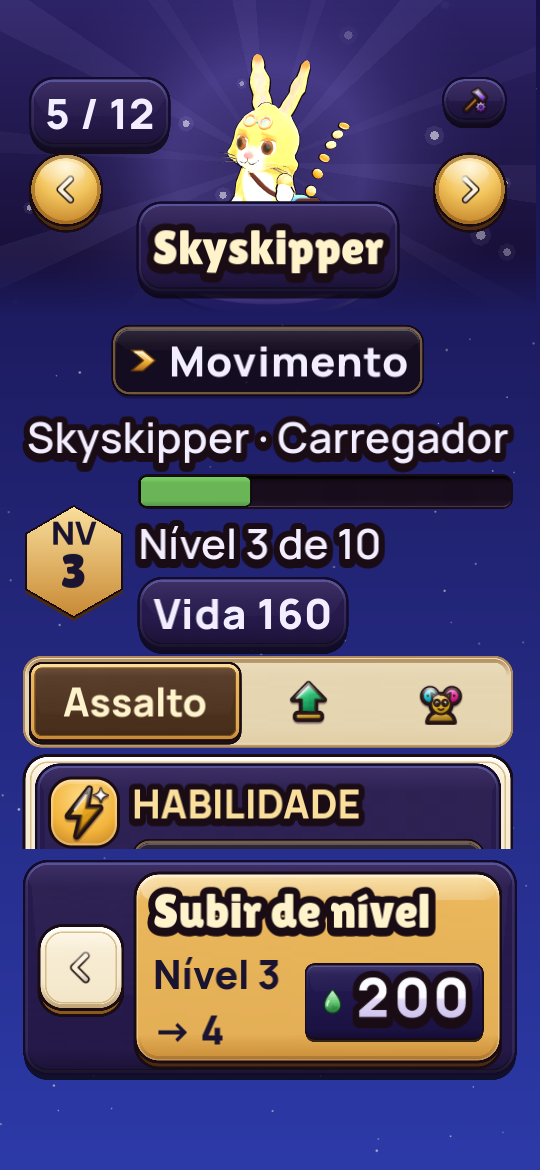 5 / 12
Skyskipper
Movimento
Skyskipper · Carregador
NV
3
Nível 3 de 10
Vida 160
Assalto
HABILIDADE
Subir de nível
Nível 3
→ 4
200